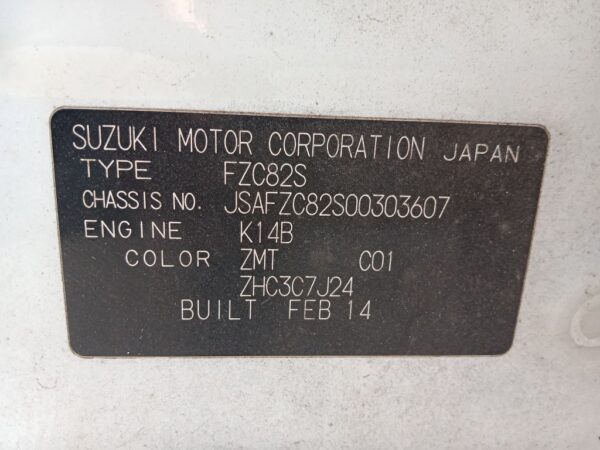 SUZUKI MOTOR CORPORATION JAPAN
TYPE FZC82S
CHASSIS NO. JSAFZC82S00303607
ENGINE K14B
COLOR ZMT C01
ZHC3C7J24
BUILT FEB 14